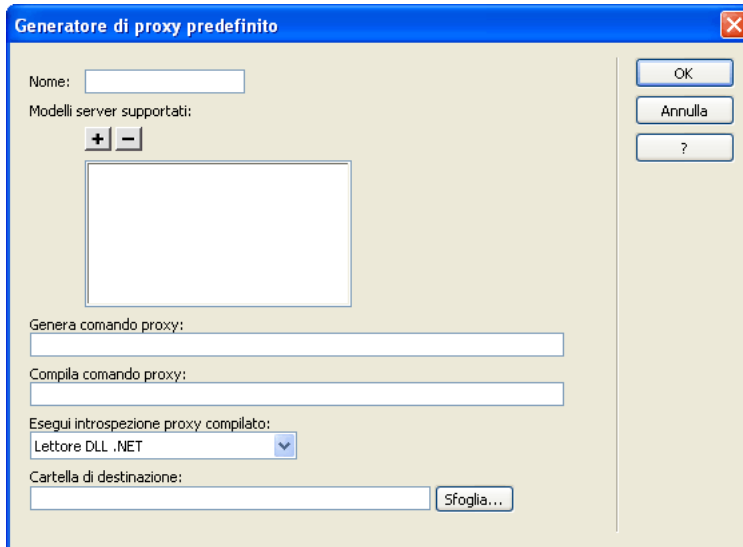 Generatore di proxy predefinito
Nome:
OK
Modelli server supportati:
Annulla
+ −
?
Genera comando proxy:
Compila comando proxy:
Esegui introspezione proxy compilato:
Lettore DLL .NET
Cartella di destinazione:
Sfoglia...